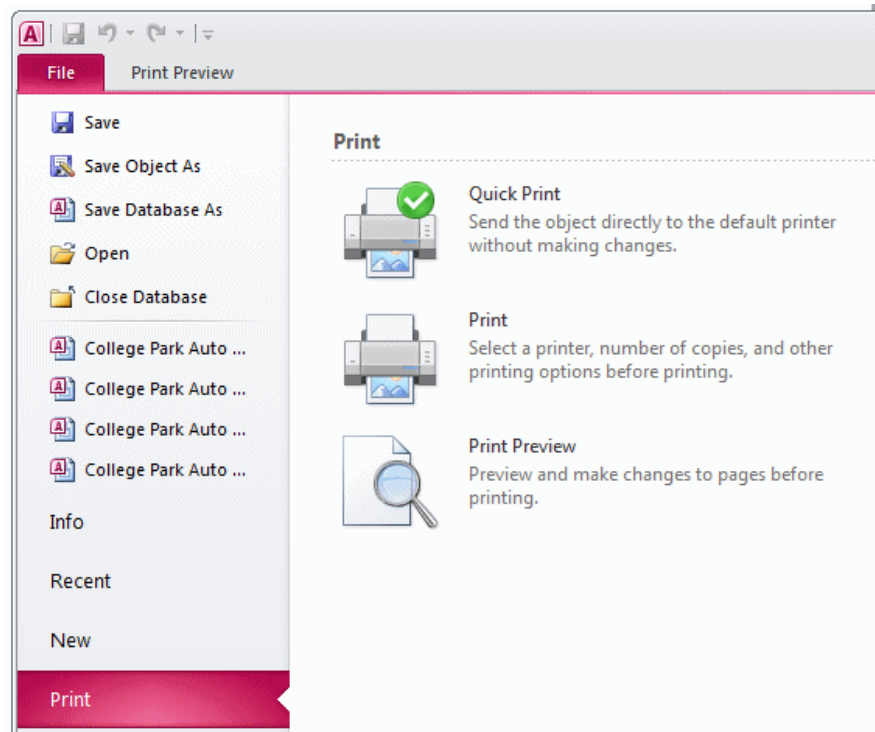 File Print Preview
Save
Save Object As
Save Database As
Open
Close Database
College Park Auto ...
College Park Auto ...
College Park Auto ...
College Park Auto ...
Info
Recent
New
Print
Print
Quick Print
Send the object directly to the default printer
without making changes.
Print
Select a printer, number of copies, and other
printing options before printing.
Print Preview
Preview and make changes to pages before
printing.